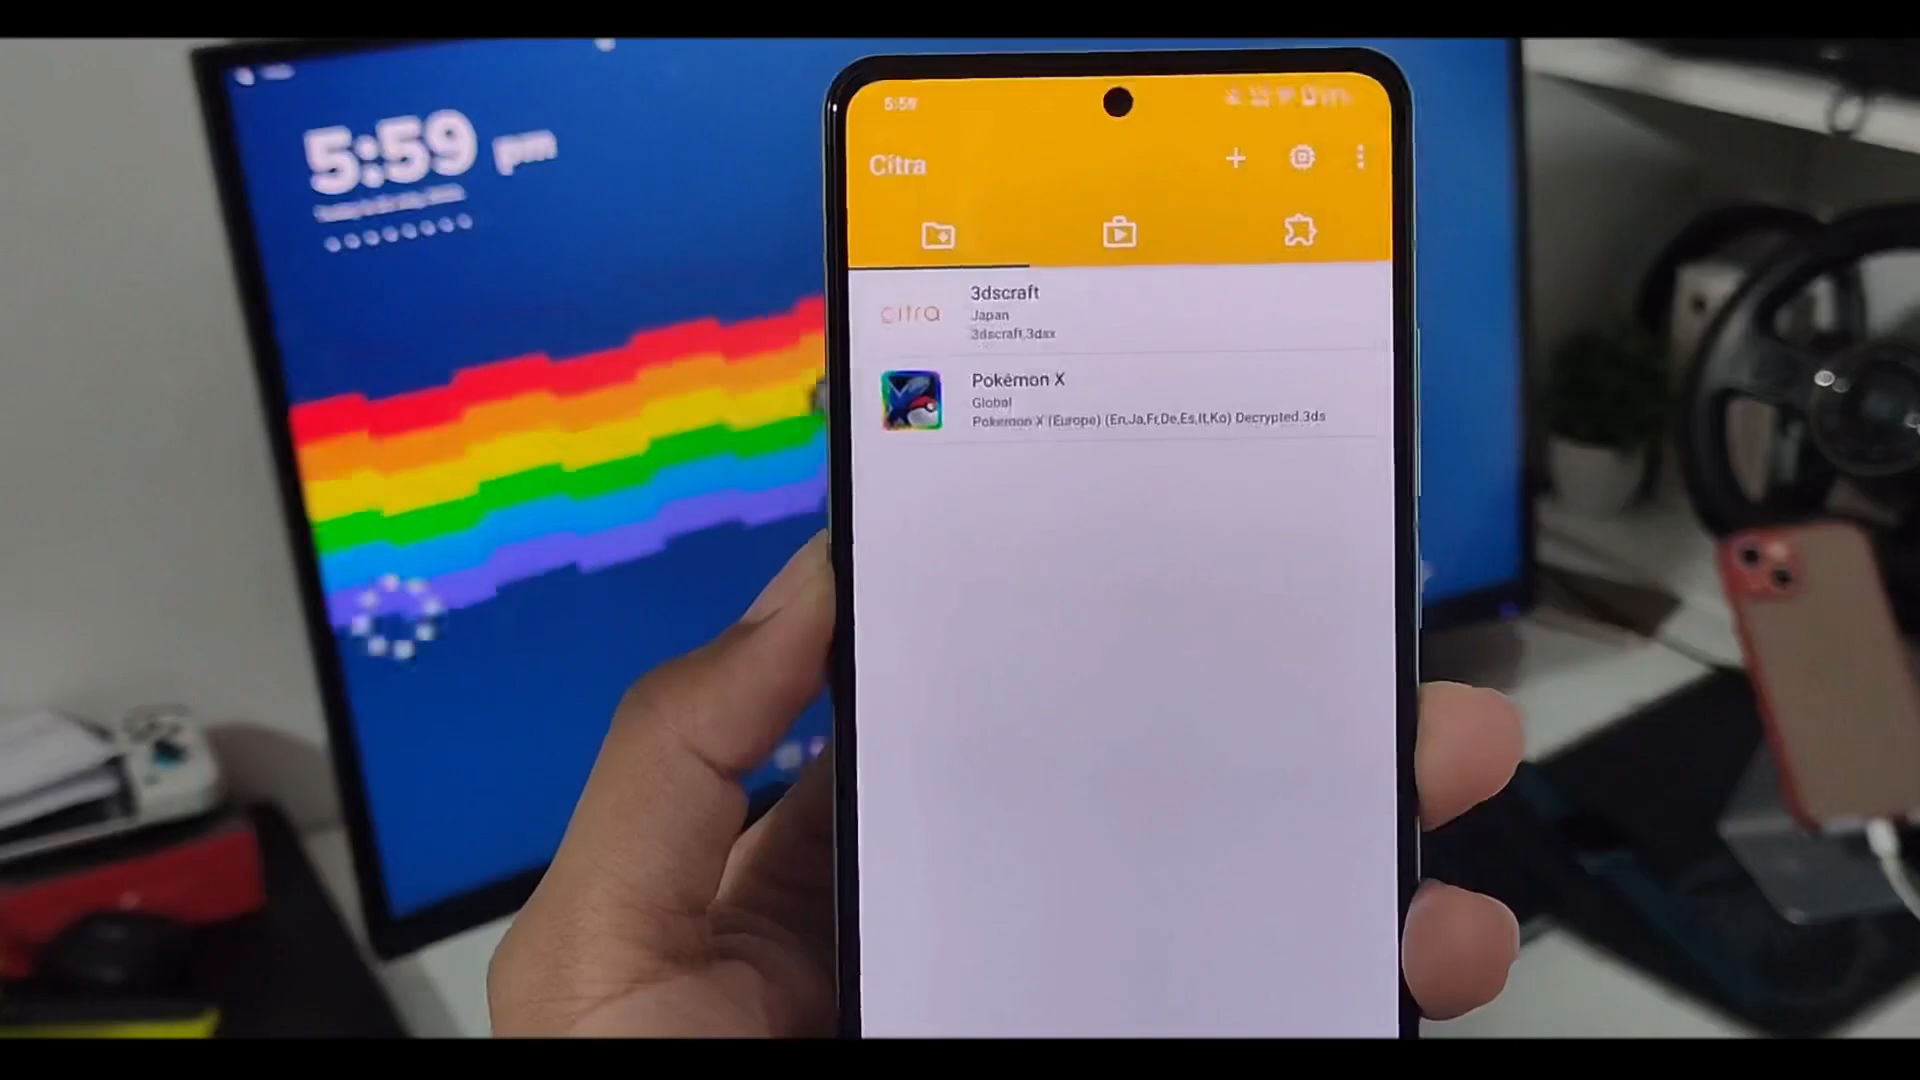 5:59 pm
5:59
Citra
citra
3dscraft
Japan
3dscraft.3dsx
Pokémon X
Global
Pokemon X (Europe) (En,Ja,Fr,De,Es,It,Ko) Decrypted.3ds